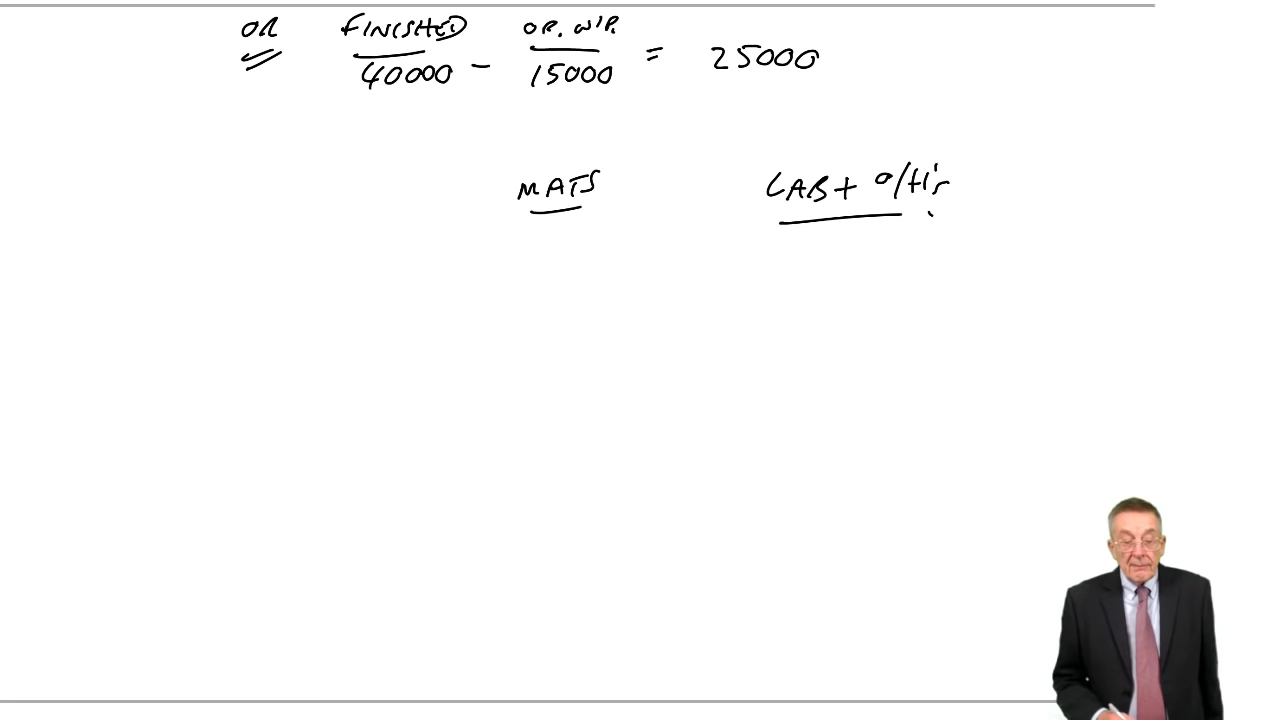 OR FINISHED OP. WIP.
40000 - 15000 = 25000
MATS LAB + O/H's